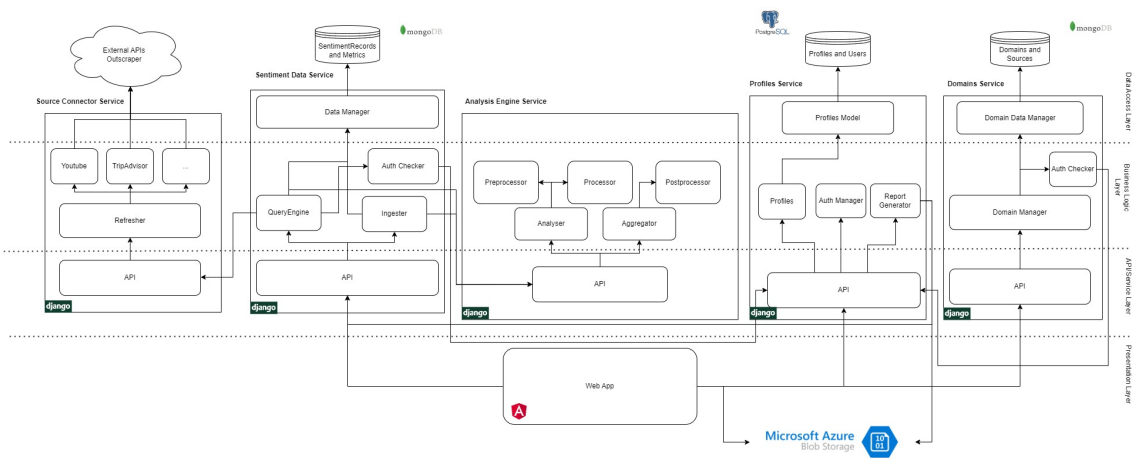 External APIs
Outscraper
SentimentRecords
and Metrics
mongoDB
PostgreSQL
Profiles and Users
Domains and
Sources
mongoDB
Source Connector Service
Sentiment Data Service
Analysis Engine Service
Profiles Service
Domains Service
Data Access Layer
Data Manager
Profiles Model
Domain Data Manager
Youtube
TripAdvisor
...
Auth Checker
Preprocessor
Processor
Postprocessor
Auth Checker
Business Logic
Layer
QueryEngine
Ingester
Profiles
Auth Manager
Report
Generator
Refresher
Analyser
Aggregator
Domain Manager
API
API
API
API
API
API/Service Layer
django
django
django
django
django
Web App
Presentation Layer
Microsoft Azure
Blob Storage
10
01